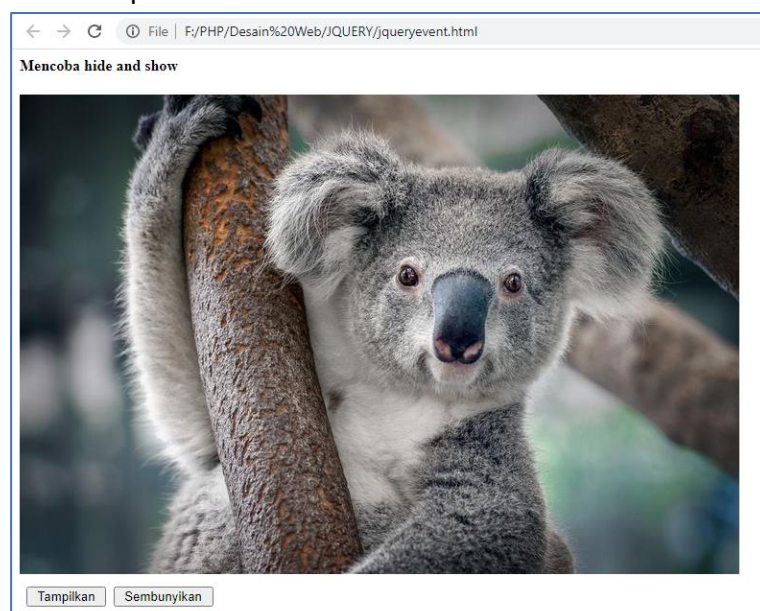 File F:/PHP/Desain%20Web/JQUERY/jqueryevent.html
Mencoba hide and show
Tampilkan Sembunyikan